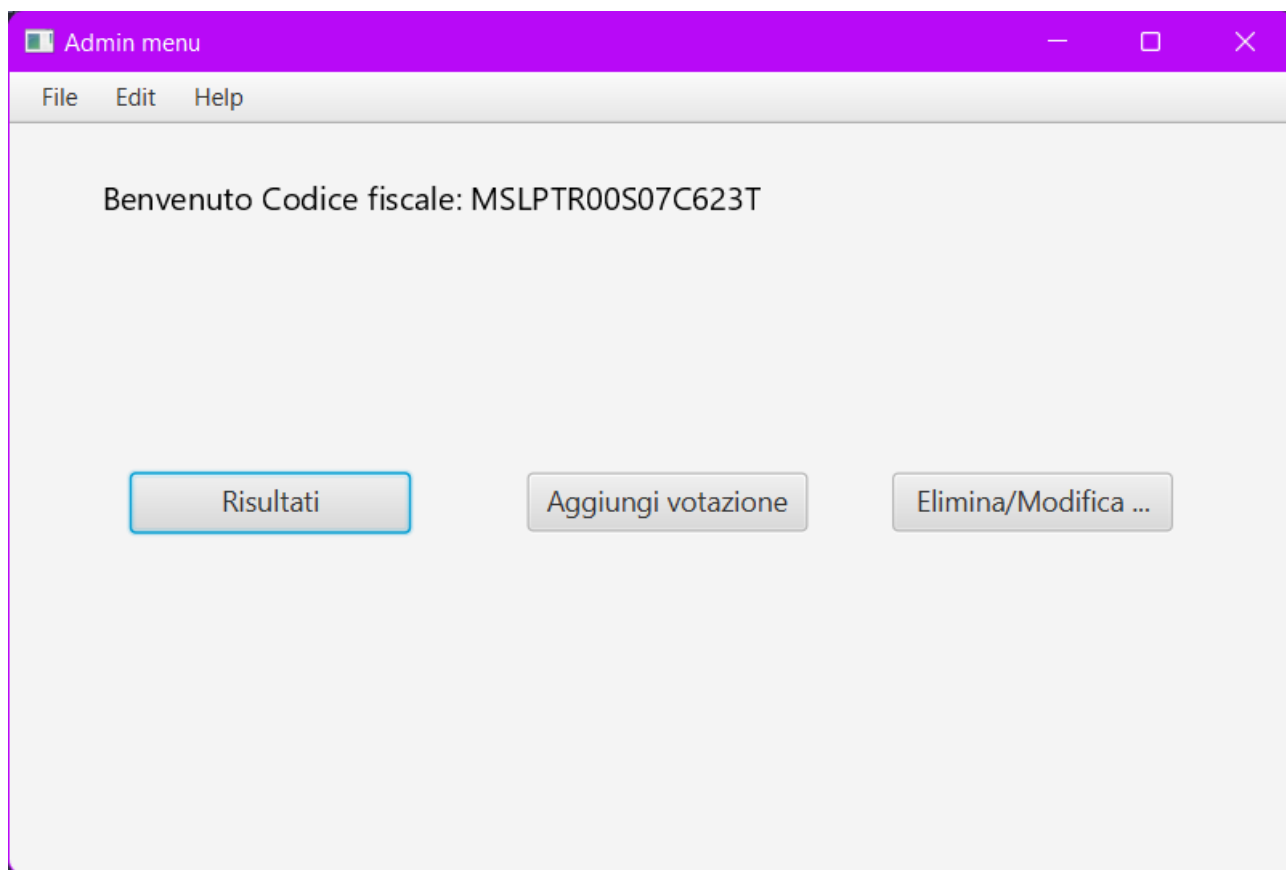 Admin menu
File Edit Help
Benvenuto Codice fiscale: MSLPTR00S07C623T
Risultati Aggiungi votazione Elimina/Modifica ...